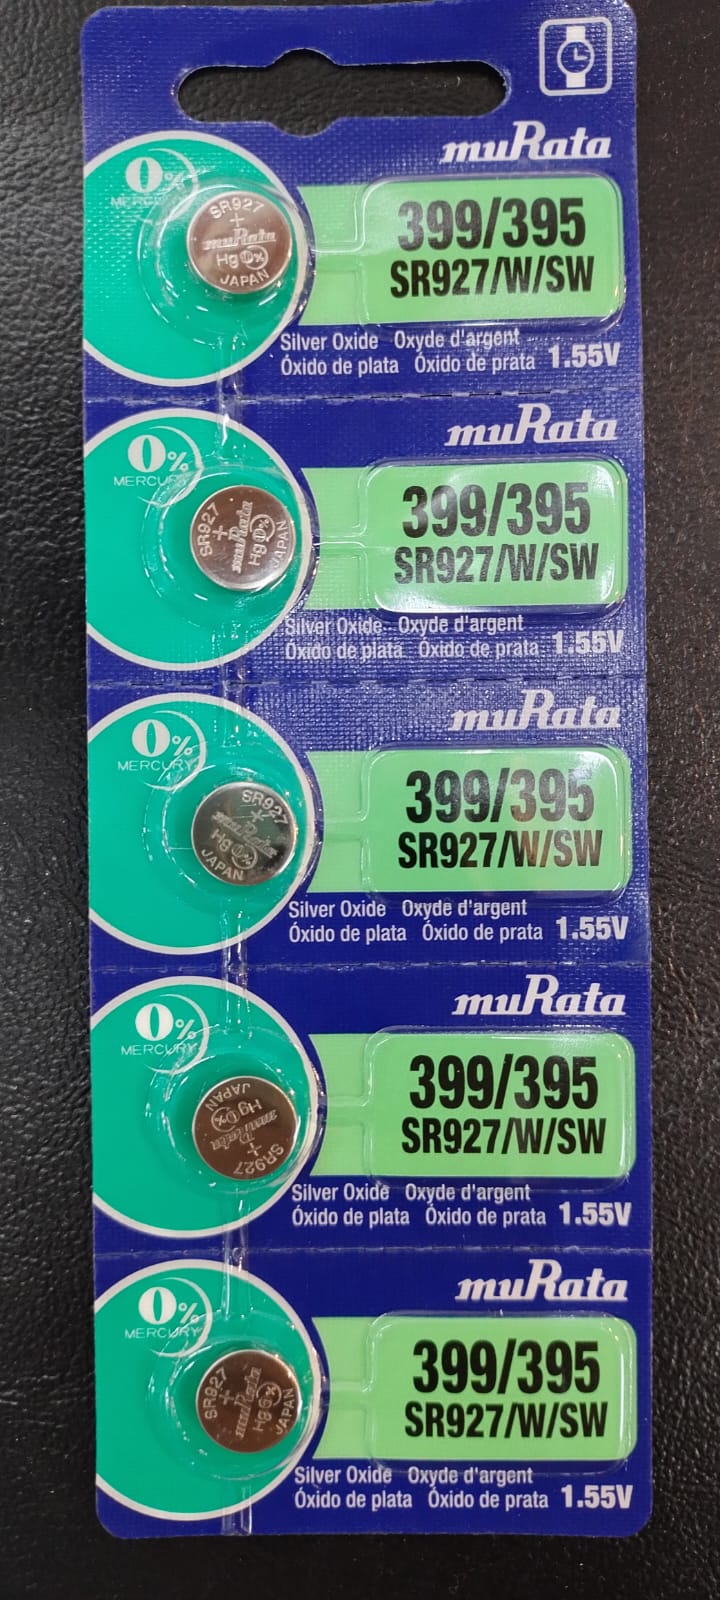 muRata
0%
MERCURY
SR927
+
muRata
Hg 0%
JAPAN
399/395
SR927/W/SW
Silver Oxide Oxyde d'argent
Óxido de plata Óxido de prata 1.55V
muRata
0%
MERCURY
SR927
+
muRata
Hg 0%
JAPAN
399/395
SR927/W/SW
Silver Oxide Oxyde d'argent
Óxido de plata Óxido de prata 1.55V
muRata
0%
MERCURY
SR927
+
muRata
Hg 0%
JAPAN
399/395
SR927/W/SW
Silver Oxide Oxyde d'argent
Óxido de plata Óxido de prata 1.55V
muRata
0%
MERCURY
SR927
+
muRata
Hg 0%
JAPAN
399/395
SR927/W/SW
Silver Oxide Oxyde d'argent
Óxido de plata Óxido de prata 1.55V
muRata
0%
MERCURY
SR927
+
muRata
Hg 0%
JAPAN
399/395
SR927/W/SW
Silver Oxide Oxyde d'argent
Óxido de plata Óxido de prata 1.55V